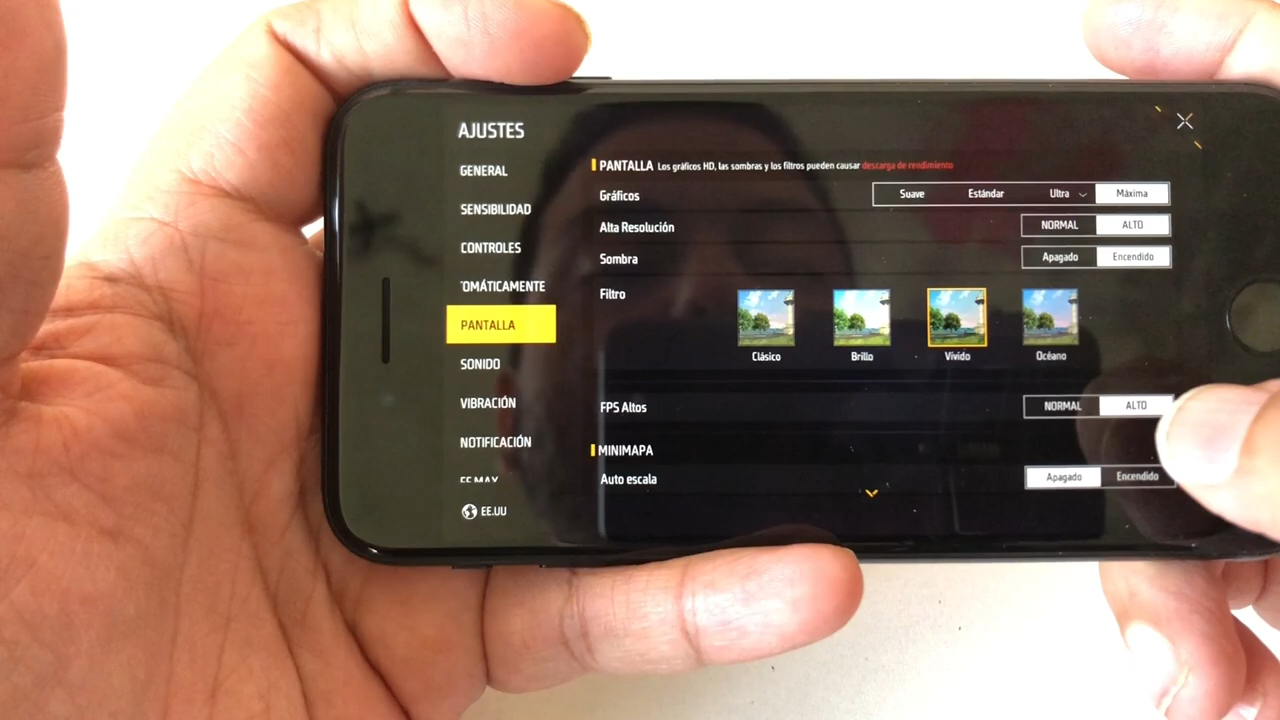 AJUSTES
GENERAL
SENSIBILIDAD
CONTROLES
OMÁTICAMENTE
PANTALLA
SONIDO
VIBRACIÓN
NOTIFICACIÓN
EE.UU
PANTALLA Los gráficos HD, las sombras y los filtros pueden causar descarga de rendimiento
Gráficos Suave Estándar Ultra Máxima
Alta Resolución NORMAL ALTO
Sombra Apagado Encendido
Filtro
Clásico Brillo Vívido Océano
FPS Altos NORMAL ALTO
MINIMAPA
Auto escala Apagado Encendido